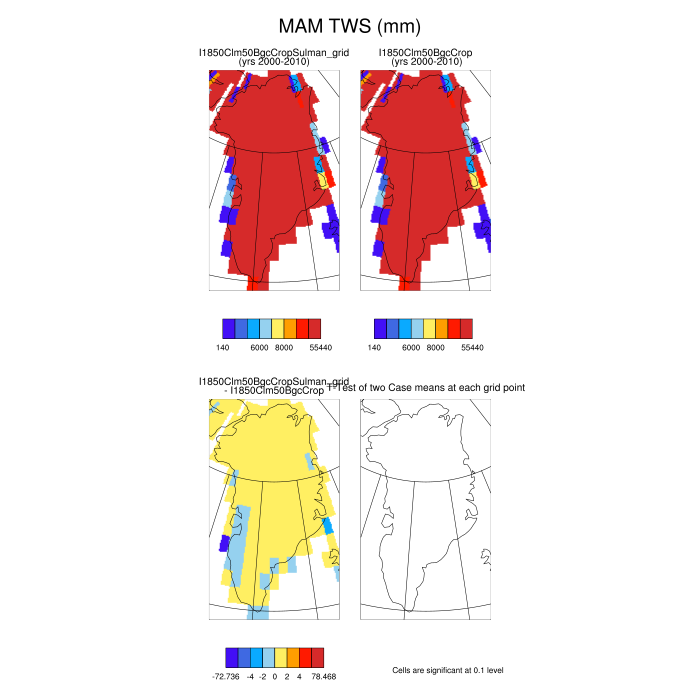 MAM TWS (mm)
I1850Clm50BgcCropSulman_grid
(yrs 2000-2010)
I1850Clm50BgcCrop
(yrs 2000-2010)
140 6000 8000 55440
140 6000 8000 55440
I1850Clm50BgcCropSulman_grid
- I1850Clm50BgcCrop
T-Test of two Case means at each grid point
-72.736 -4 -2 0 2 4 78.468
Cells are significant at 0.1 level